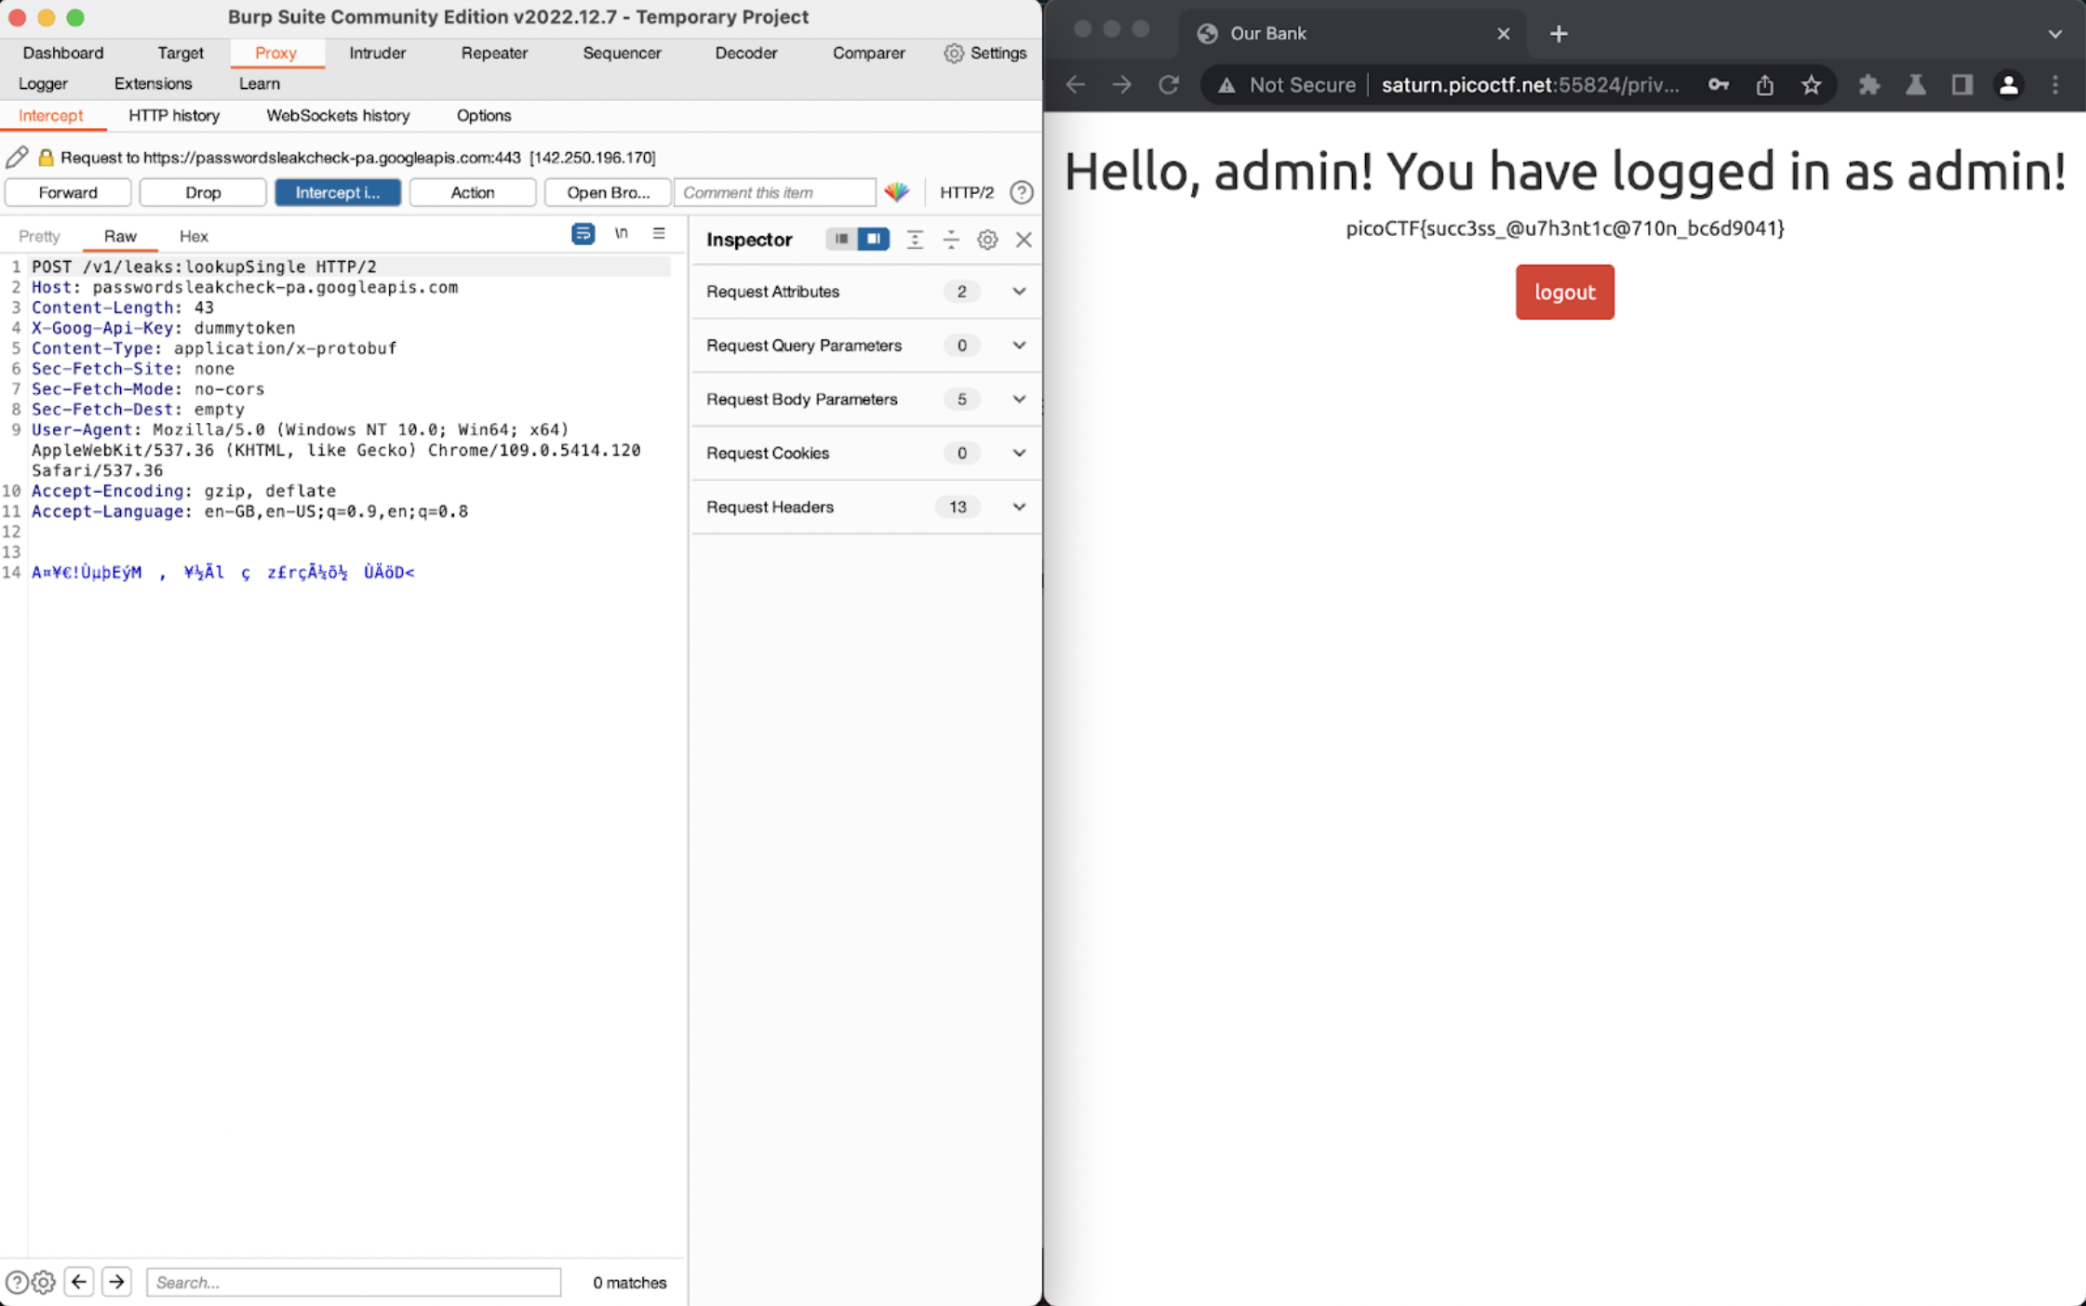 Burp Suite Community Edition v2022.12.7 - Temporary Project
Dashboard Target Proxy Intruder Repeater Sequencer Decoder Comparer Settings
Logger Extensions Learn
Intercept HTTP history WebSockets history Options
Request to https://passwordsleakcheck-pa.googleapis.com:443 [142.250.196.170]
Forward Drop Intercept i... Action Open Bro... Comment this item HTTP/2 ?
Pretty Raw Hex \n
1 POST /v1/leaks:lookupSingle HTTP/2
2 Host: passwordsleakcheck-pa.googleapis.com
3 Content-Length: 43
4 X-Goog-Api-Key: dummytoken
5 Content-Type: application/x-protobuf
6 Sec-Fetch-Site: none
7 Sec-Fetch-Mode: no-cors
8 Sec-Fetch-Dest: empty
9 User-Agent: Mozilla/5.0 (Windows NT 10.0; Win64; x64)
AppleWebKit/537.36 (KHTML, like Gecko) Chrome/109.0.5414.120
Safari/537.36
10 Accept-Encoding: gzip, deflate
11 Accept-Language: en-GB,en-US;q=0.9,en;q=0.8
12
13
14 A¤¥€!ÙµþEýM , ¥½Ãl ç z£rçÃ½õ½ ÙÄöD<
? Search... 0 matches
Inspector
Request Attributes 2
Request Query Parameters 0
Request Body Parameters 5
Request Cookies 0
Request Headers 13
Our Bank
Not Secure saturn.picoctf.net:55824/priv...
Hello, admin! You have logged in as admin!
picoCTF{succ3ss_@u7h3nt1c@710n_bc6d9041}
logout